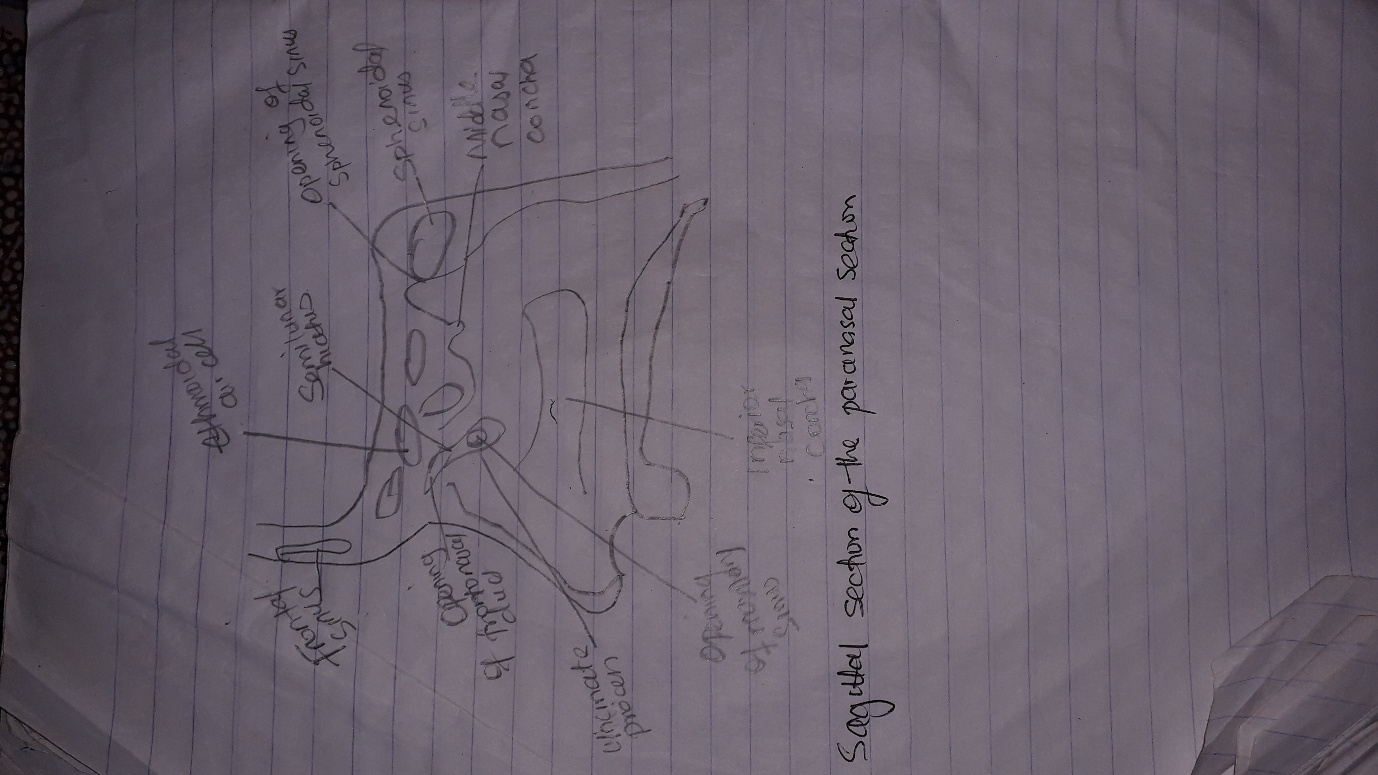 Opening of
sphenoidal sinus
sphenoidal
sinus
Middle
nasal
concha
Semilunar
hiatus
Ethmoidal
air cell
Frontal
sinus
Opening
of frontonasal
duct
Uncinate
process
Opening
of maxillary
sinus
Inferior
nasal
concha
Sagittal section of the paranasal section